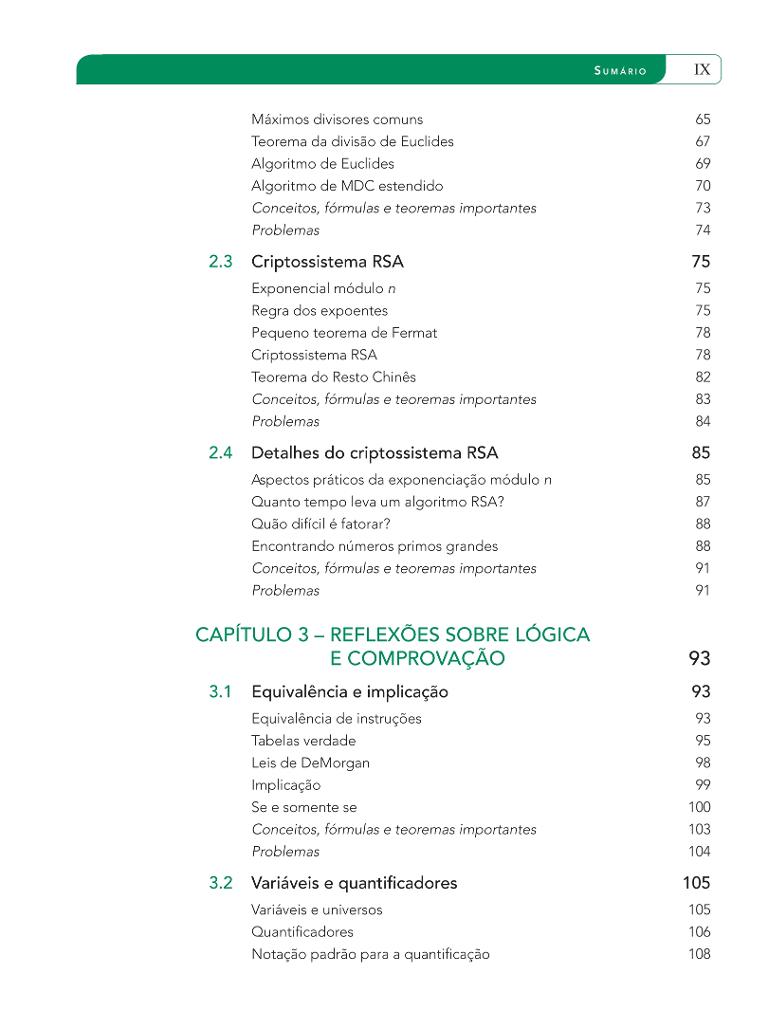 SUMÁRIO IX
Máximos divisores comuns 65
Teorema da divisão de Euclides 67
Algoritmo de Euclides 69
Algoritmo de MDC estendido 70
Conceitos, fórmulas e teoremas importantes 73
Problemas 74
2.3 Criptossistema RSA 75
Exponencial módulo n 75
Regra dos expoentes 75
Pequeno teorema de Fermat 78
Criptossistema RSA 78
Teorema do Resto Chinês 82
Conceitos, fórmulas e teoremas importantes 83
Problemas 84
2.4 Detalhes do criptossistema RSA 85
Aspectos práticos da exponenciação módulo n 85
Quanto tempo leva um algoritmo RSA? 87
Quão difícil é fatorar? 88
Encontrando números primos grandes 88
Conceitos, fórmulas e teoremas importantes 91
Problemas 91
CAPÍTULO 3 – REFLEXÕES SOBRE LÓGICA
E COMPROVAÇÃO 93
3.1 Equivalência e implicação 93
Equivalência de instruções 93
Tabelas verdade 95
Leis de DeMorgan 98
Implicação 99
Se e somente se 100
Conceitos, fórmulas e teoremas importantes 103
Problemas 104
3.2 Variáveis e quantificadores 105
Variáveis e universos 105
Quantificadores 106
Notação padrão para a quantificação 108